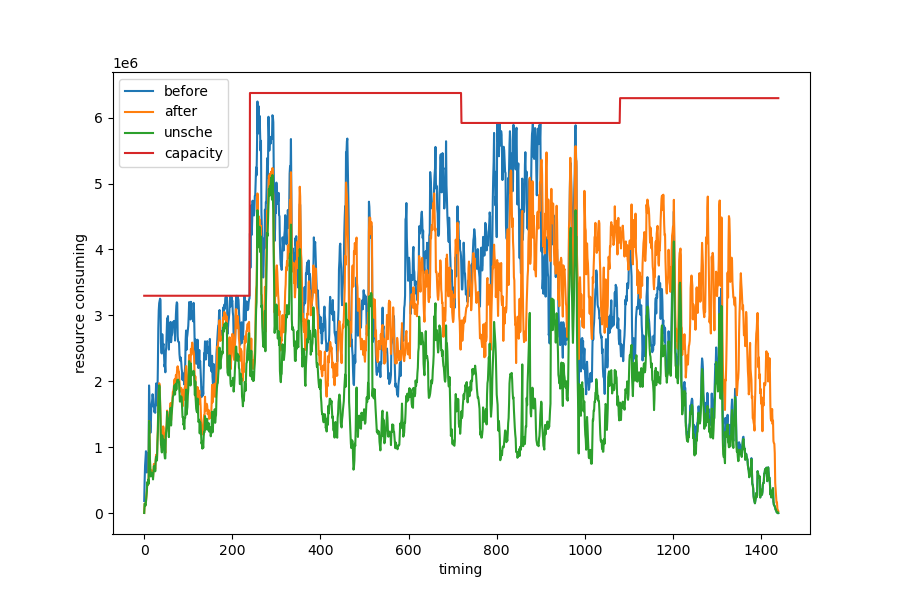 1e6
before
after
unsche
capacity
6
5
4
3
2
1
0
resource consuming
0 200 400 600 800 1000 1200 1400
timing